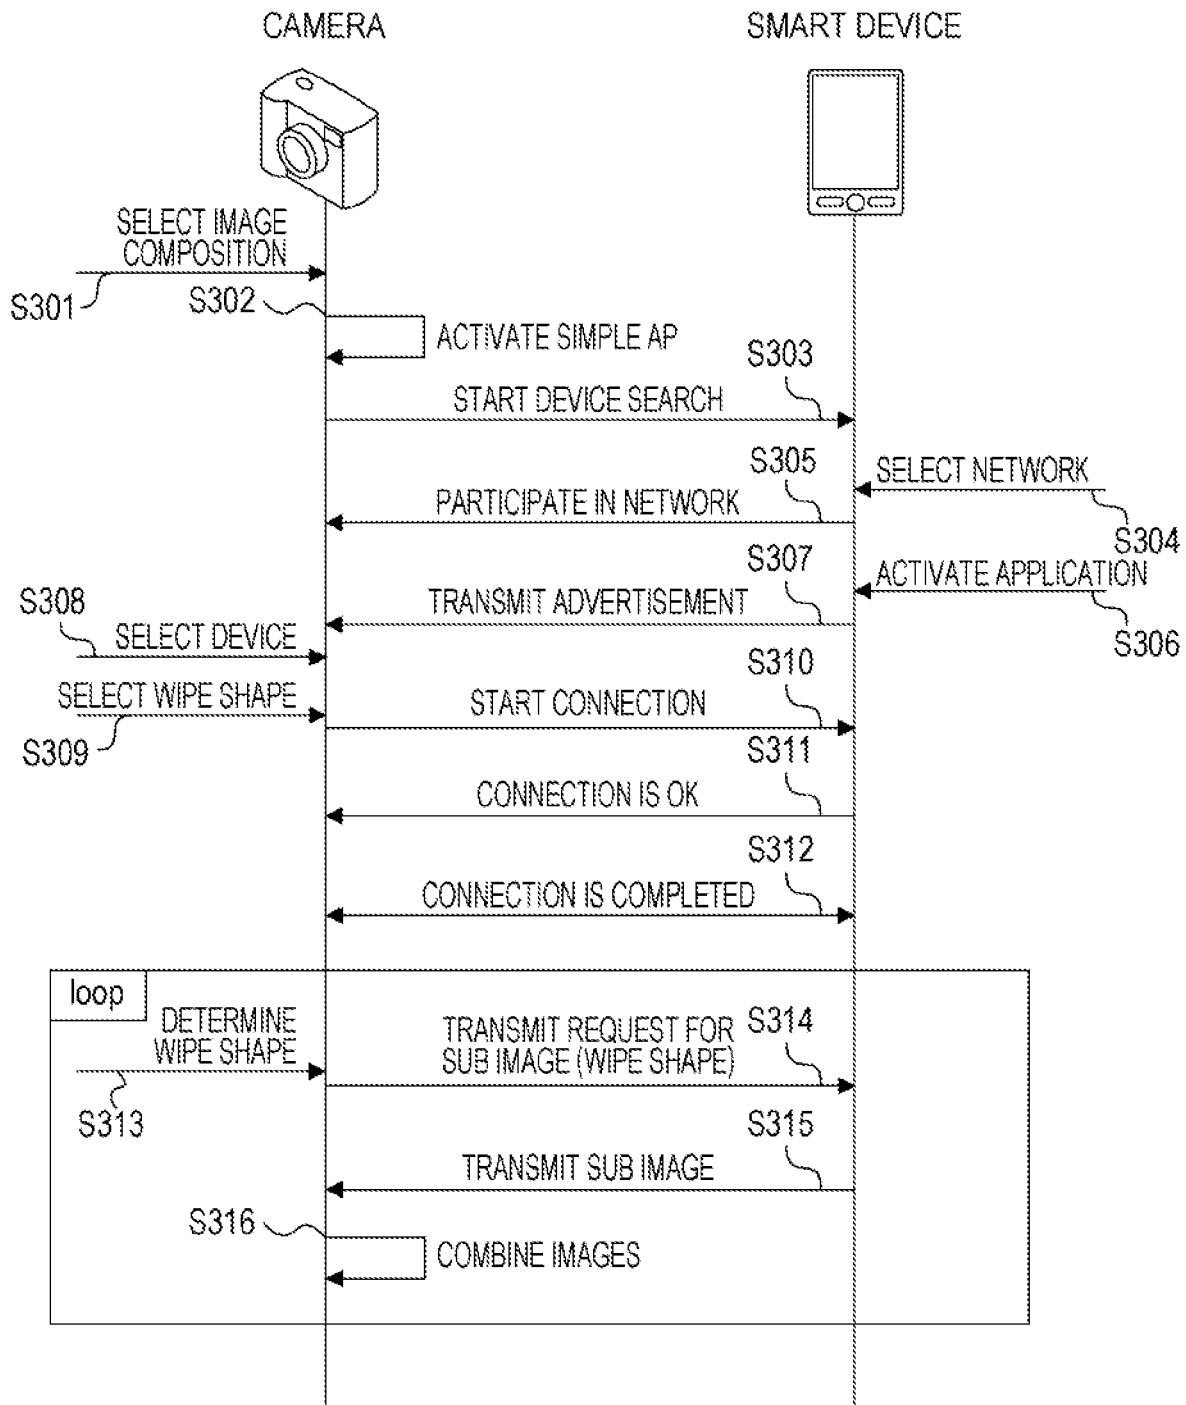 CAMERA
SMART DEVICE
SELECT IMAGE
COMPOSITION
S301
S302
ACTIVATE SIMPLE AP
S303
START DEVICE SEARCH
S305
SELECT NETWORK
PARTICIPATE IN NETWORK
S304
S307
ACTIVATE APPLICATION
TRANSMIT ADVERTISEMENT
S308
SELECT DEVICE
S306
S310
SELECT WIPE SHAPE
START CONNECTION
S309
S311
CONNECTION IS OK
S312
CONNECTION IS COMPLETED
loop
DETERMINE
WIPE SHAPE
TRANSMIT REQUEST FOR
SUB IMAGE (WIPE SHAPE)
S314
S313
S315
TRANSMIT SUB IMAGE
S316
COMBINE IMAGES